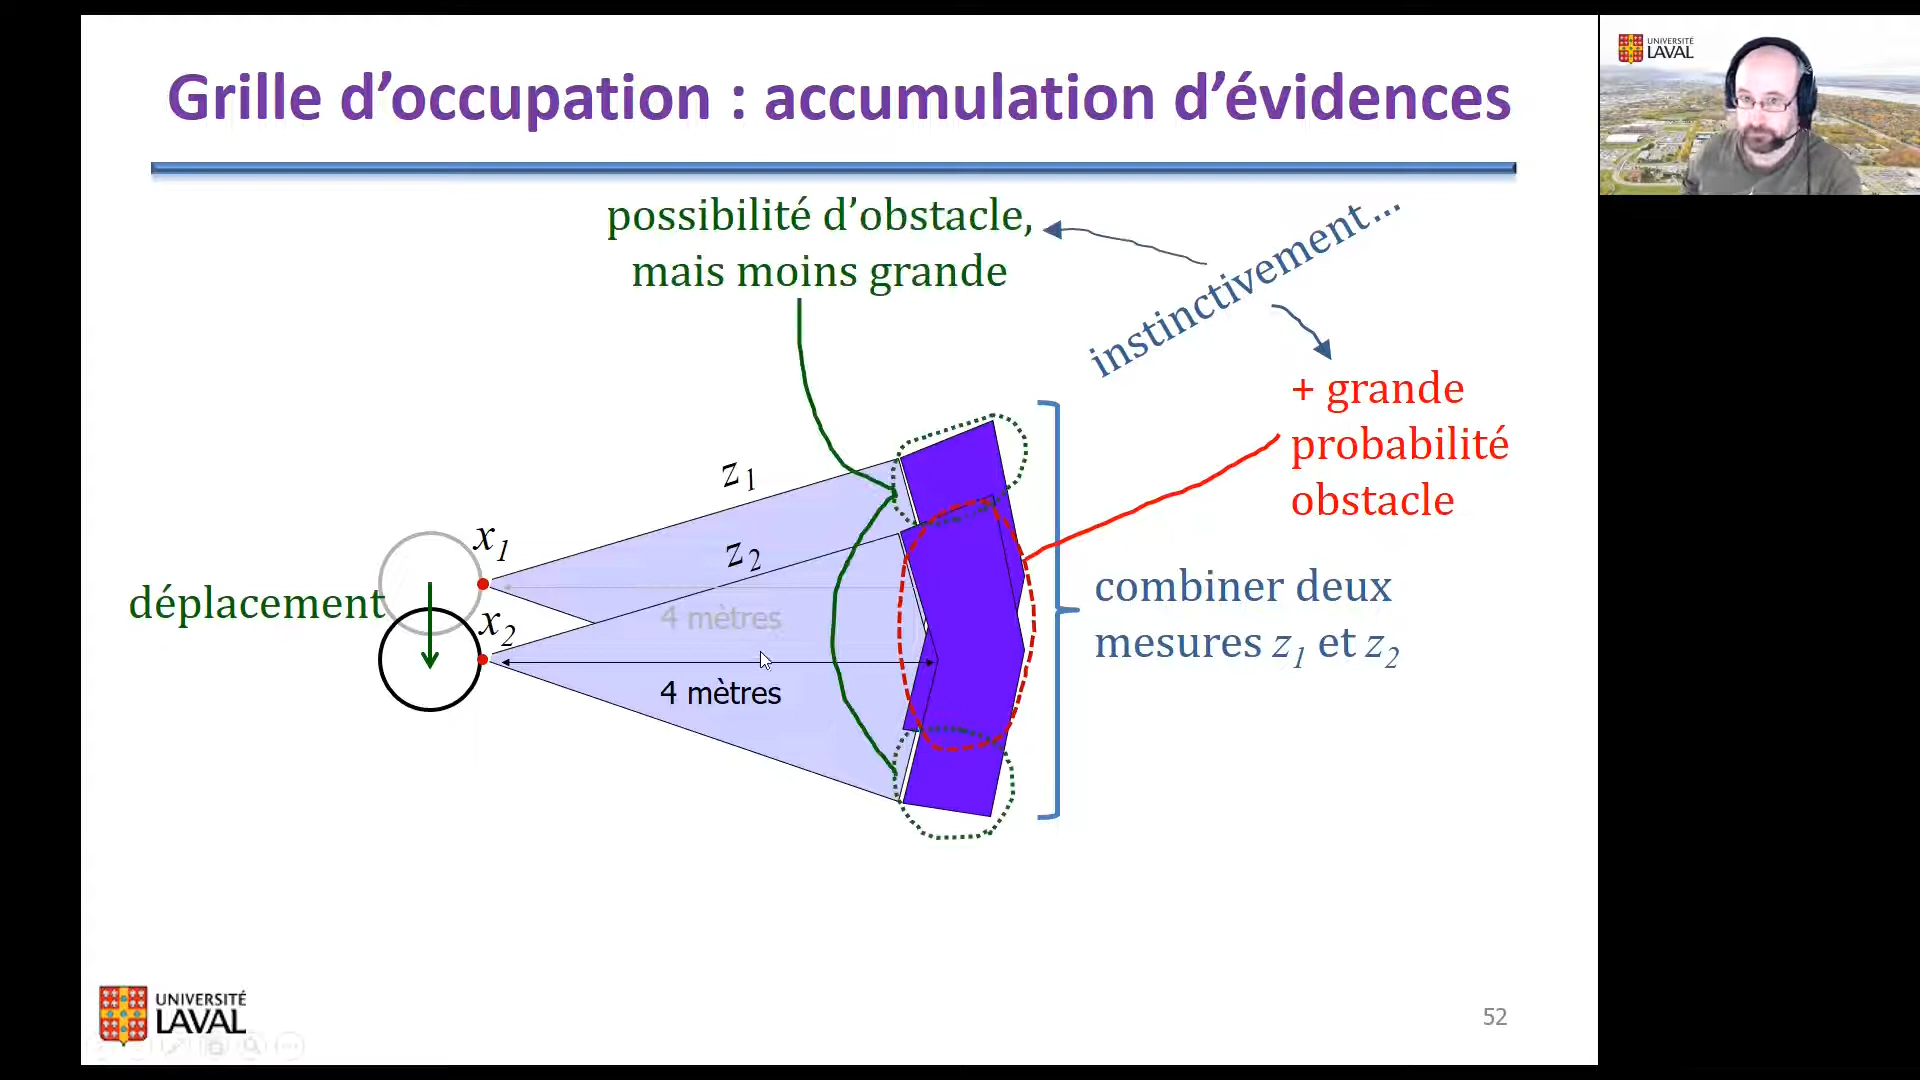 Grille d’occupation : accumulation d’évidences
possibilité d’obstacle,
mais moins grande
instinctivement...
+ grande
probabilité
obstacle
z1
z2
x1
x2
déplacement
4 mètres
4 mètres
combiner deux
mesures z1 et z2
UNIVERSITÉ
LAVAL
52
UNIVERSITÉ
LAVAL